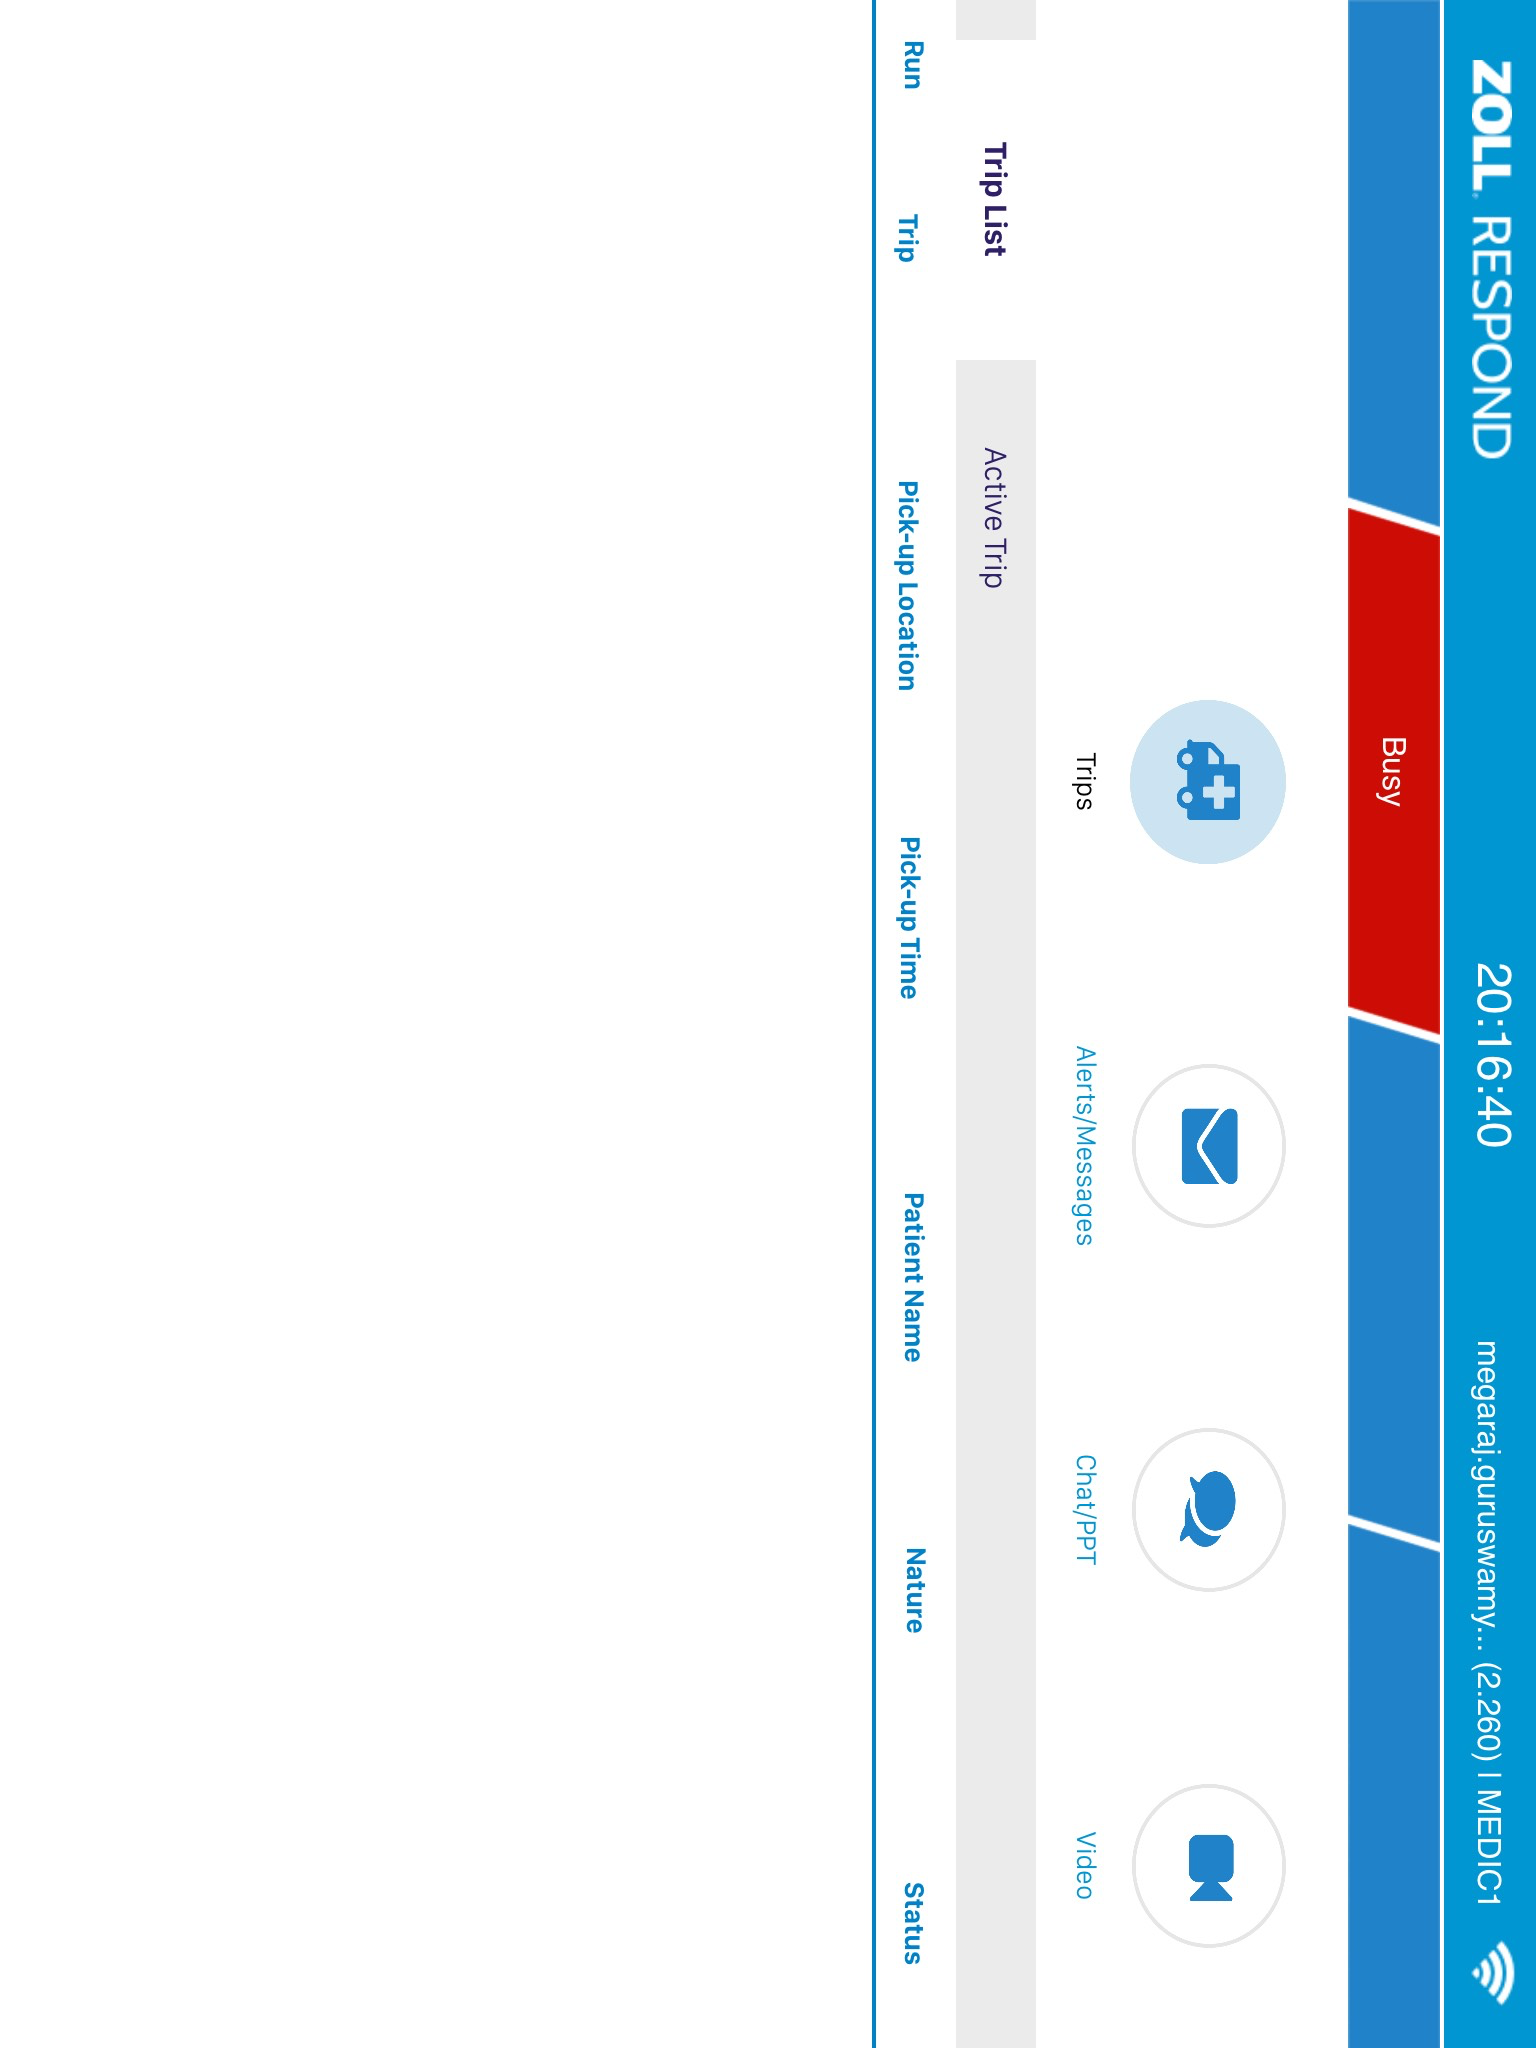 ZOLL RESPOND 20:16:40 megaraj.guruswamy... (2.260) | MEDIC1
Busy
Trips Alerts/Messages Chat/PPT Video
Trip List Active Trip
Run Trip Pick-up Location Pick-up Time Patient Name Nature Status